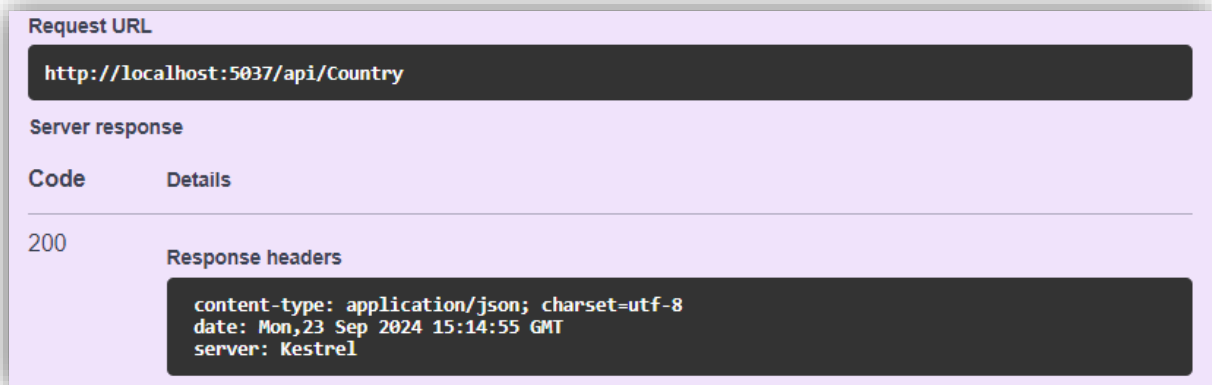 Request URL
http://localhost:5037/api/Country
Server response
Code Details
200
Response headers
content-type: application/json; charset=utf-8
date: Mon,23 Sep 2024 15:14:55 GMT
server: Kestrel